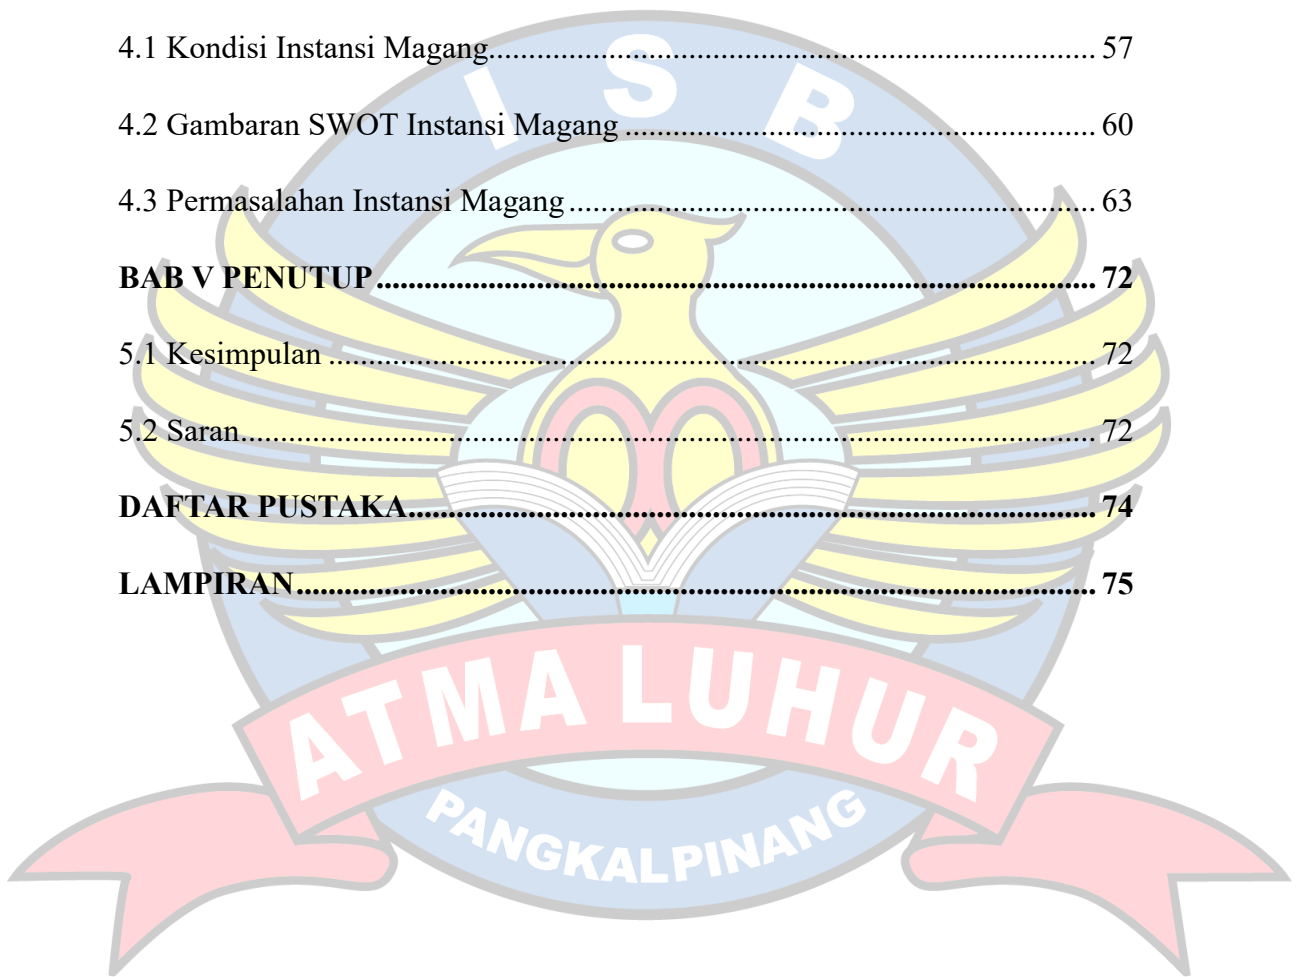 I S B
4.1 Kondisi Instansi Magang............................................................................ 57
4.2 Gambaran SWOT Instansi Magang ........................................................... 60
4.3 Permasalahan Instansi Magang .................................................................. 63
BAB V PENUTUP ........................................................................................... 72
5.1 Kesimpulan ................................................................................................ 72
5.2 Saran........................................................................................................... 72
DAFTAR PUSTAKA....................................................................................... 74
LAMPIRAN..................................................................................................... 75
ATMA LUHUR
PANGKALPINANG